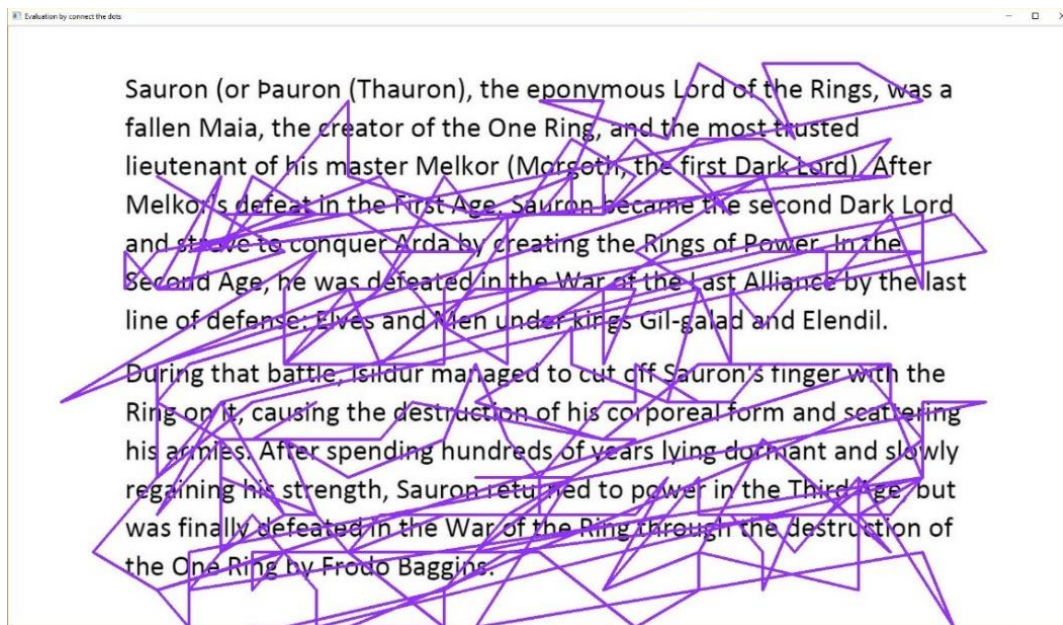 Evaluation by connect the dots
Sauron (or Þauron (Thauron), the eponymous Lord of the Rings, was a
fallen Maia, the creator of the One Ring, and the most trusted
lieutenant of his master Melkor (Morgoth, the first Dark Lord). After
Melkor's defeat in the First Age, Sauron became the second Dark Lord
and strove to conquer Arda by creating the Rings of Power. In the
Second Age, he was defeated in the War of the Last Alliance by the last
line of defense: Elves and Men under kings Gil-galad and Elendil.
During that battle, Isildur managed to cut off Sauron's finger with the
Ring on it, causing the destruction of his corporeal form and scattering
his armies. After spending hundreds of years lying dormant and slowly
regaining his strength, Sauron returned to power in the Third Age, but
was finally defeated in the War of the Ring through the destruction of
the One Ring by Frodo Baggins.